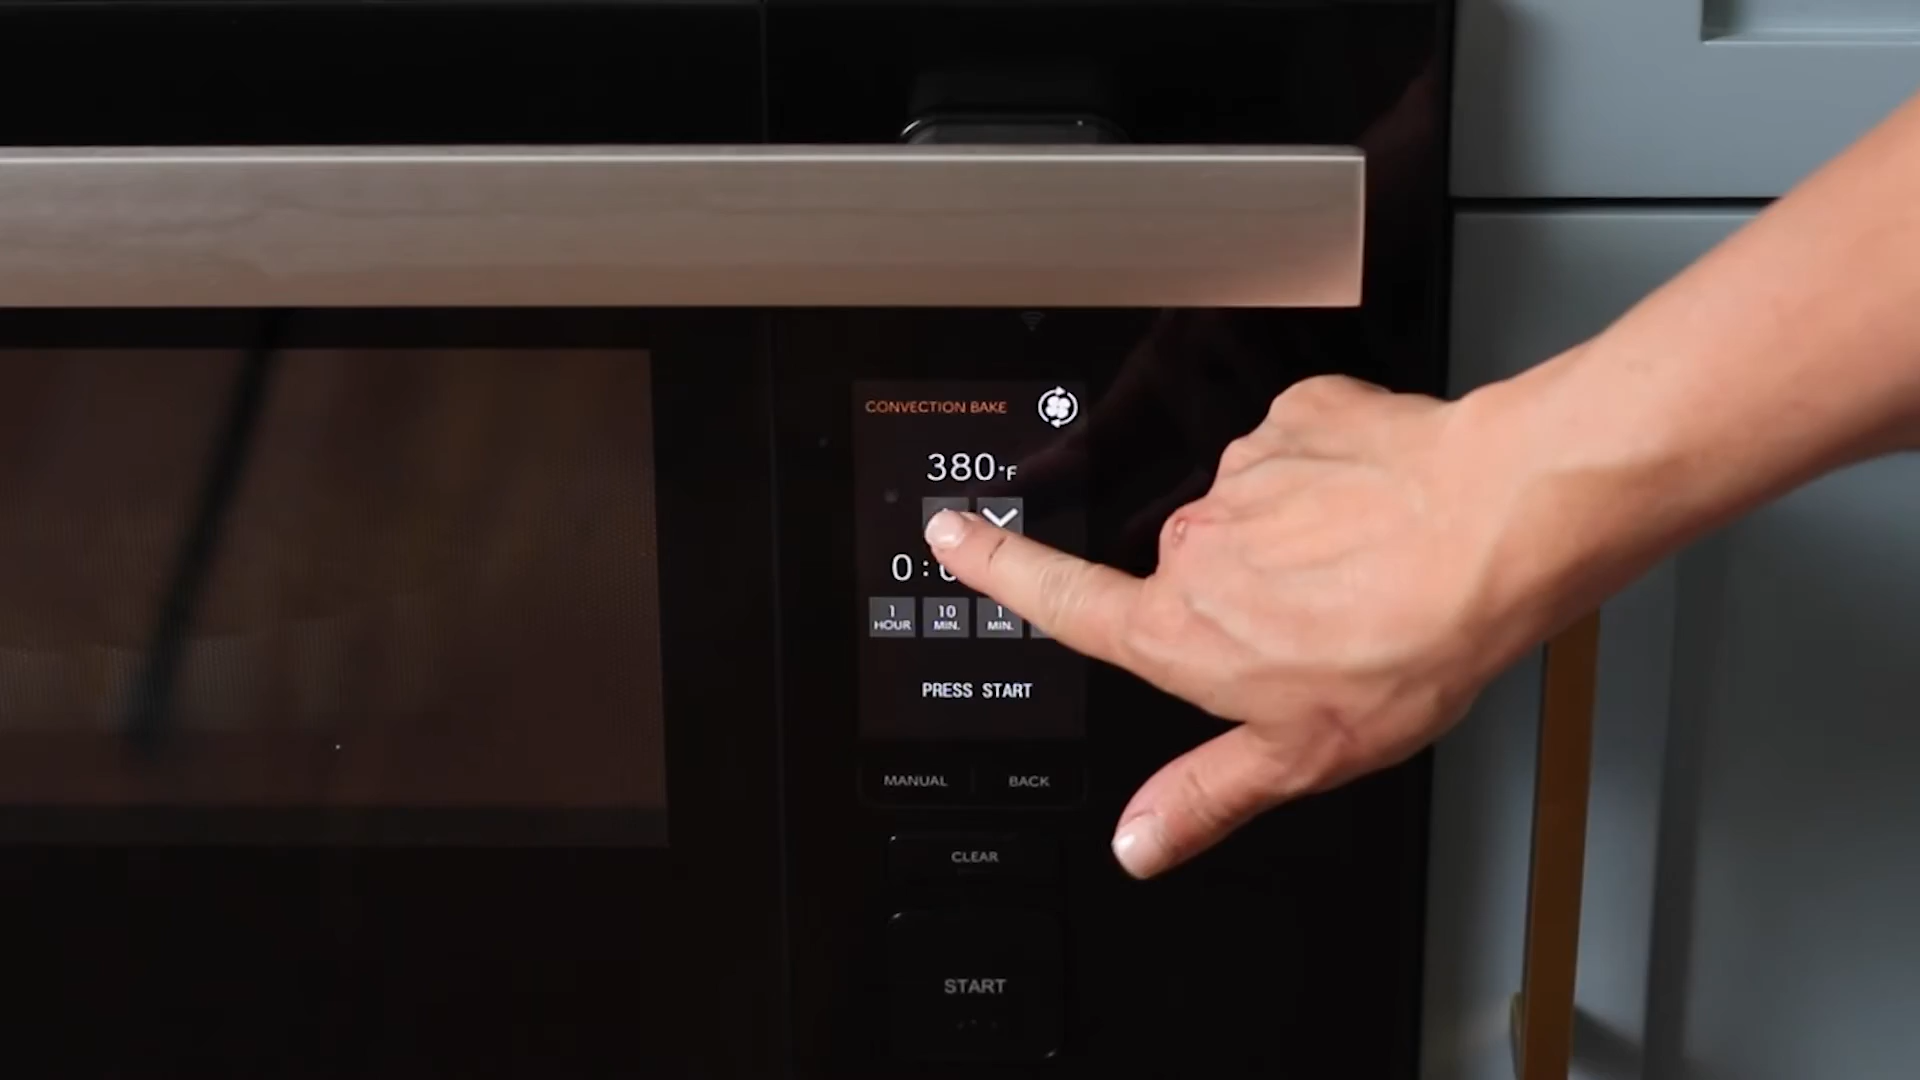 CONVECTION BAKE
380°F
0 :
1 HOUR 10 MIN. 1 MIN.
PRESS START
MANUAL BACK
CLEAR
START